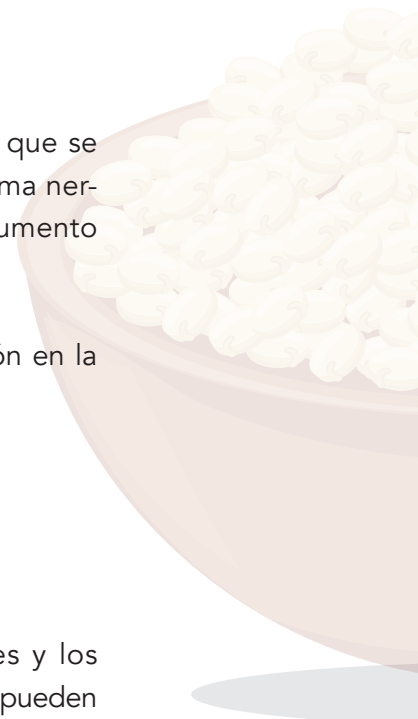 que se
ma ner-
umento
ón en la
es y los
pueden